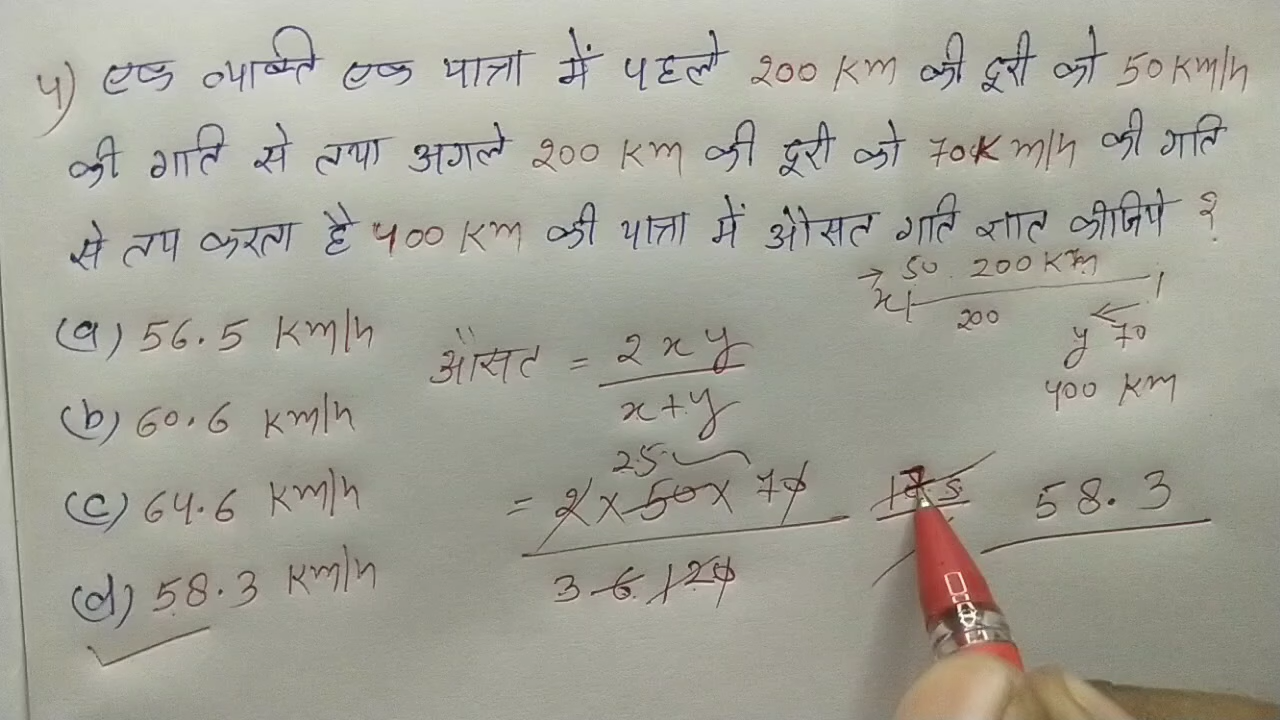 4) एक व्यक्ति एक यात्रा में पहले 200 KM की दूरी को 50 KM/h
की गति से तथा अगले 200 KM की दूरी को 70 KM/h की गति
से तय करता है 400 KM की यात्रा में औसत गति ज्ञात कीजिये ?
→ 50 200 KM
x 200
y 70
400 KM
(a) 56.5 KM/h
औसत = 2xy
x+y
(b) 60.6 KM/h
25
= 2 × 50 × 70 58.3
(c) 64.6 KM/h
3 6 120
(d) 58.3 KM/h